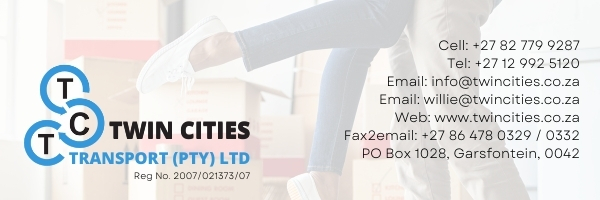 T
C
T
TWIN CITIES
TRANSPORT (PTY) LTD
Reg No. 2007/021373/07
Cell: +27 82 779 9287
Tel: +27 12 992 5120
Email: info@twincities.co.za
Email: willie@twincities.co.za
Web: www.twincities.co.za
Fax2email: +27 86 478 0329 / 0332
PO Box 1028, Garsfontein, 0042